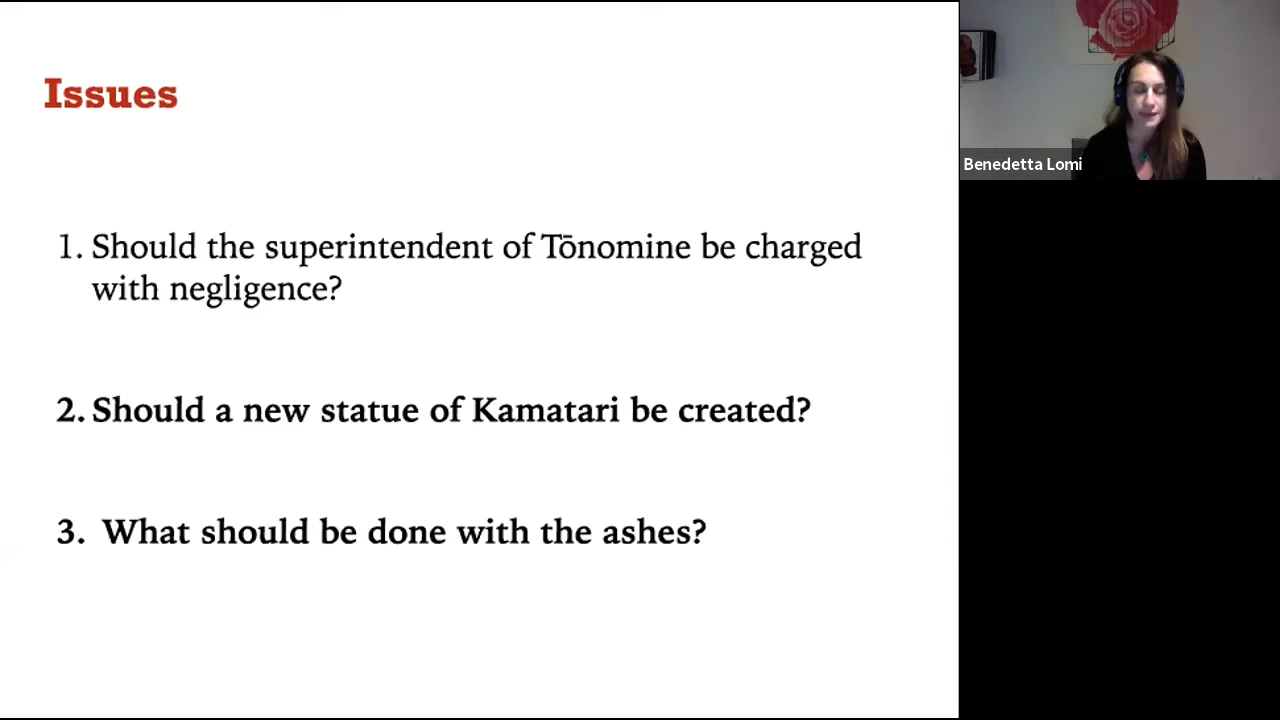 Issues
1. Should the superintendent of Tōnomine be charged
with negligence?
2. Should a new statue of Kamatari be created?
3. What should be done with the ashes?
Benedetta Lomi